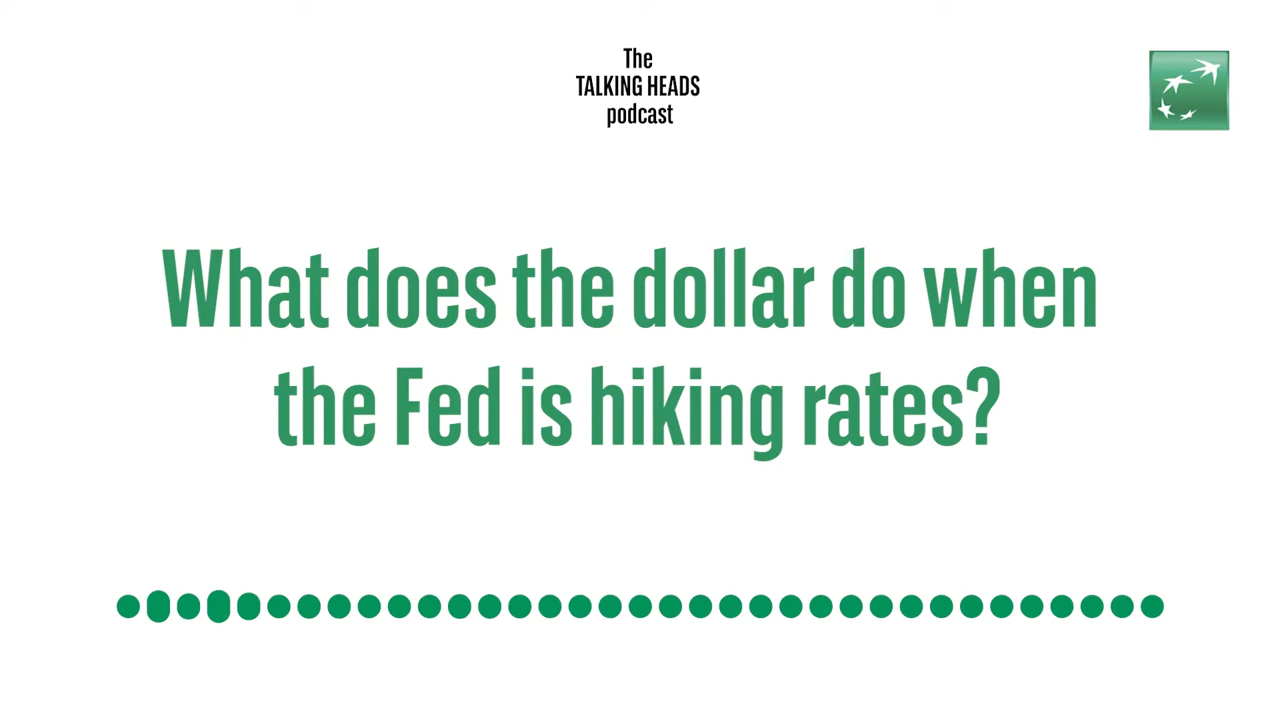 The
TALKING HEADS
podcast
What does the dollar do when
the Fed is hiking rates?